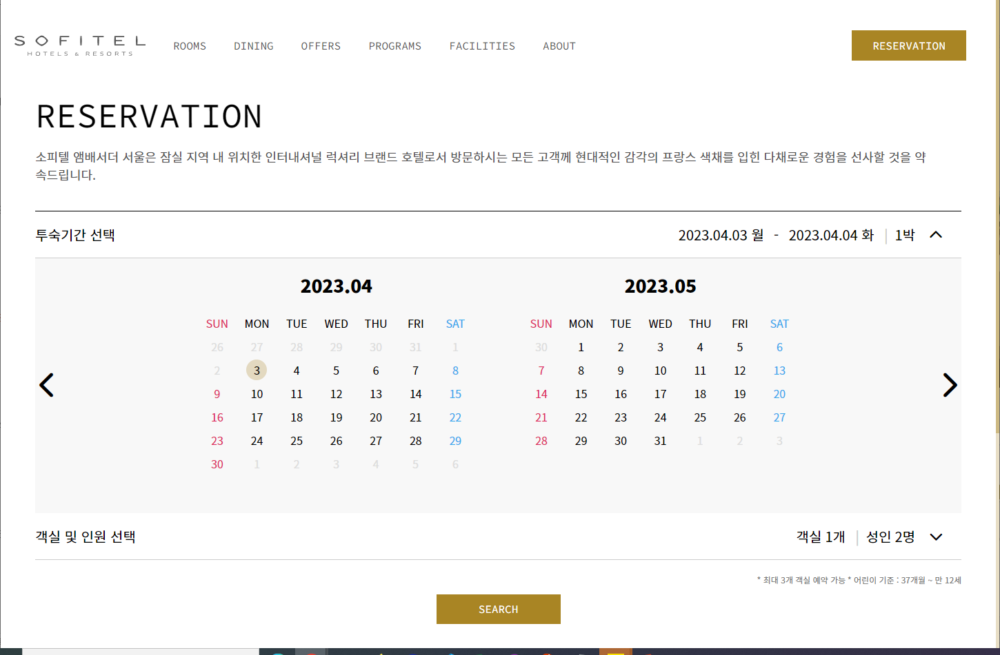 SOFITEL
HOTELS & RESORTS
ROOMS DINING OFFERS PROGRAMS FACILITIES ABOUT RESERVATION
RESERVATION
소피텔 앰배서더 서울은 잠실 지역 내 위치한 인터내셔널 럭셔리 브랜드 호텔로서 방문하시는 모든 고객께 현대적인 감각의 프랑스 색채를 입힌 다채로운 경험을 선사할 것을 약
속드립니다.
투숙기간 선택 2023.04.03 월 - 2023.04.04 화 | 1박
2023.04
SUN MON TUE WED THU FRI SAT
26 27 28 29 30 31 1
2 3 4 5 6 7 8
9 10 11 12 13 14 15
16 17 18 19 20 21 22
23 24 25 26 27 28 29
30 1 2 3 4 5 6
2023.05
SUN MON TUE WED THU FRI SAT
30 1 2 3 4 5 6
7 8 9 10 11 12 13
14 15 16 17 18 19 20
21 22 23 24 25 26 27
28 29 30 31 1 2 3
객실 및 인원 선택 객실 1개 | 성인 2명
* 최대 3개 객실 예약 가능 * 어린이 기준 : 37개월 ~ 만 12세
SEARCH